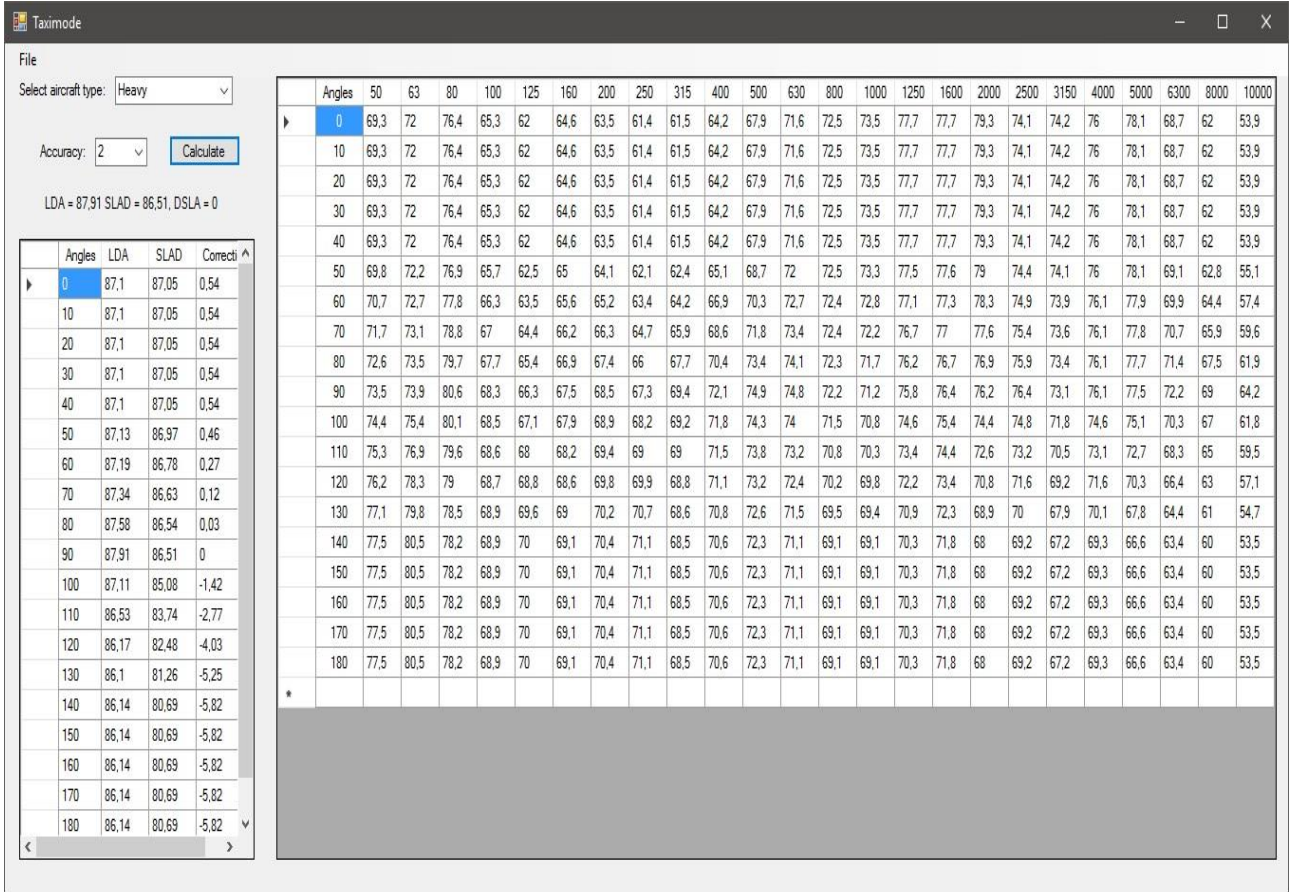 Taximode
File
Select aircraft type: Heavy
Accuracy: 2 Calculate
LDA = 87,91 SLAD = 86,51, DSLA = 0
Angles LDA SLAD Correcti
0 87,1 87,05 0,54
10 87,1 87,05 0,54
20 87,1 87,05 0,54
30 87,1 87,05 0,54
40 87,1 87,05 0,54
50 87,13 86,97 0,46
60 87,19 86,78 0,27
70 87,34 86,63 0,12
80 87,58 86,54 0,03
90 87,91 86,51 0
100 87,11 85,08 -1,42
110 86,53 83,74 -2,77
120 86,17 82,48 -4,03
130 86,1 81,26 -5,25
140 86,14 80,69 -5,82
150 86,14 80,69 -5,82
160 86,14 80,69 -5,82
170 86,14 80,69 -5,82
180 86,14 80,69 -5,82
Angles 50 63 80 100 125 160 200 250 315 400 500 630 800 1000 1250 1600 2000 2500 3150 4000 5000 6300 8000 10000
0 69,3 72 76,4 65,3 62 64,6 63,5 61,4 61,5 64,2 67,9 71,6 72,5 73,5 77,7 77,7 79,3 74,1 74,2 76 78,1 68,7 62 53,9
10 69,3 72 76,4 65,3 62 64,6 63,5 61,4 61,5 64,2 67,9 71,6 72,5 73,5 77,7 77,7 79,3 74,1 74,2 76 78,1 68,7 62 53,9
20 69,3 72 76,4 65,3 62 64,6 63,5 61,4 61,5 64,2 67,9 71,6 72,5 73,5 77,7 77,7 79,3 74,1 74,2 76 78,1 68,7 62 53,9
30 69,3 72 76,4 65,3 62 64,6 63,5 61,4 61,5 64,2 67,9 71,6 72,5 73,5 77,7 77,7 79,3 74,1 74,2 76 78,1 68,7 62 53,9
40 69,3 72 76,4 65,3 62 64,6 63,5 61,4 61,5 64,2 67,9 71,6 72,5 73,5 77,7 77,7 79,3 74,1 74,2 76 78,1 68,7 62 53,9
50 69,8 72,2 76,9 65,7 62,5 65 64,1 62,1 62,4 65,1 68,7 72 72,5 73,3 77,5 77,6 79 74,4 74,1 76 78,1 69,1 62,8 55,1
60 70,7 72,7 77,8 66,3 63,5 65,6 65,2 63,4 64,2 66,9 70,3 72,7 72,4 72,8 77,1 77,3 78,3 74,9 73,9 76,1 77,9 69,9 64,4 57,4
70 71,7 73,1 78,8 67 64,4 66,2 66,3 64,7 65,9 68,6 71,8 73,4 72,4 72,2 76,7 77 77,6 75,4 73,6 76,1 77,8 70,7 65,9 59,6
80 72,6 73,5 79,7 67,7 65,4 66,9 67,4 66 67,7 70,4 73,4 74,1 72,3 71,7 76,2 76,7 76,9 75,9 73,4 76,1 77,7 71,4 67,5 61,9
90 73,5 73,9 80,6 68,3 66,3 67,5 68,5 67,3 69,4 72,1 74,9 74,8 72,2 71,2 75,8 76,4 76,2 76,4 73,1 76,1 77,5 72,2 69 64,2
100 74,4 75,4 80,1 68,5 67,1 67,9 68,9 68,2 69,2 71,8 74,3 74 71,5 70,8 74,6 75,4 74,4 74,8 71,8 74,6 75,1 70,3 67 61,8
110 75,3 76,9 79,6 68,6 68 68,2 69,4 69 69 71,5 73,8 73,2 70,8 70,3 73,4 74,4 72,6 73,2 70,5 73,1 72,7 68,3 65 59,5
120 76,2 78,3 79 68,7 68,8 68,6 69,8 69,9 68,8 71,1 73,2 72,4 70,2 69,8 72,2 73,4 70,8 71,6 69,2 71,6 70,3 66,4 63 57,1
130 77,1 79,8 78,5 68,9 69,6 69 70,2 70,7 68,6 70,8 72,6 71,5 69,5 69,4 70,9 72,3 68,9 70 67,9 70,1 67,8 64,4 61 54,7
140 77,5 80,5 78,2 68,9 70 69,1 70,4 71,1 68,5 70,6 72,3 71,1 69,1 69,1 70,3 71,8 68 69,2 67,2 69,3 66,6 63,4 60 53,5
150 77,5 80,5 78,2 68,9 70 69,1 70,4 71,1 68,5 70,6 72,3 71,1 69,1 69,1 70,3 71,8 68 69,2 67,2 69,3 66,6 63,4 60 53,5
160 77,5 80,5 78,2 68,9 70 69,1 70,4 71,1 68,5 70,6 72,3 71,1 69,1 69,1 70,3 71,8 68 69,2 67,2 69,3 66,6 63,4 60 53,5
170 77,5 80,5 78,2 68,9 70 69,1 70,4 71,1 68,5 70,6 72,3 71,1 69,1 69,1 70,3 71,8 68 69,2 67,2 69,3 66,6 63,4 60 53,5
180 77,5 80,5 78,2 68,9 70 69,1 70,4 71,1 68,5 70,6 72,3 71,1 69,1 69,1 70,3 71,8 68 69,2 67,2 69,3 66,6 63,4 60 53,5
*